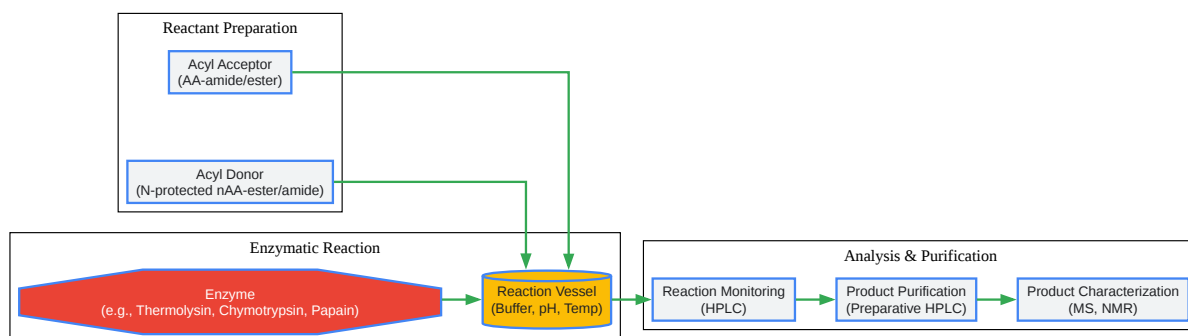 Reactant Preparation
Acyl Acceptor
(AA-amide/ester)
Acyl Donor
(N-protected nAA-ester/amide)
Enzymatic Reaction
Enzyme
(e.g., Thermolysin, Chymotrypsin, Papain)
Reaction Vessel
(Buffer, pH, Temp)
Analysis & Purification
Reaction Monitoring
(HPLC)
Product Purification
(Preparative HPLC)
Product Characterization
(MS, NMR)